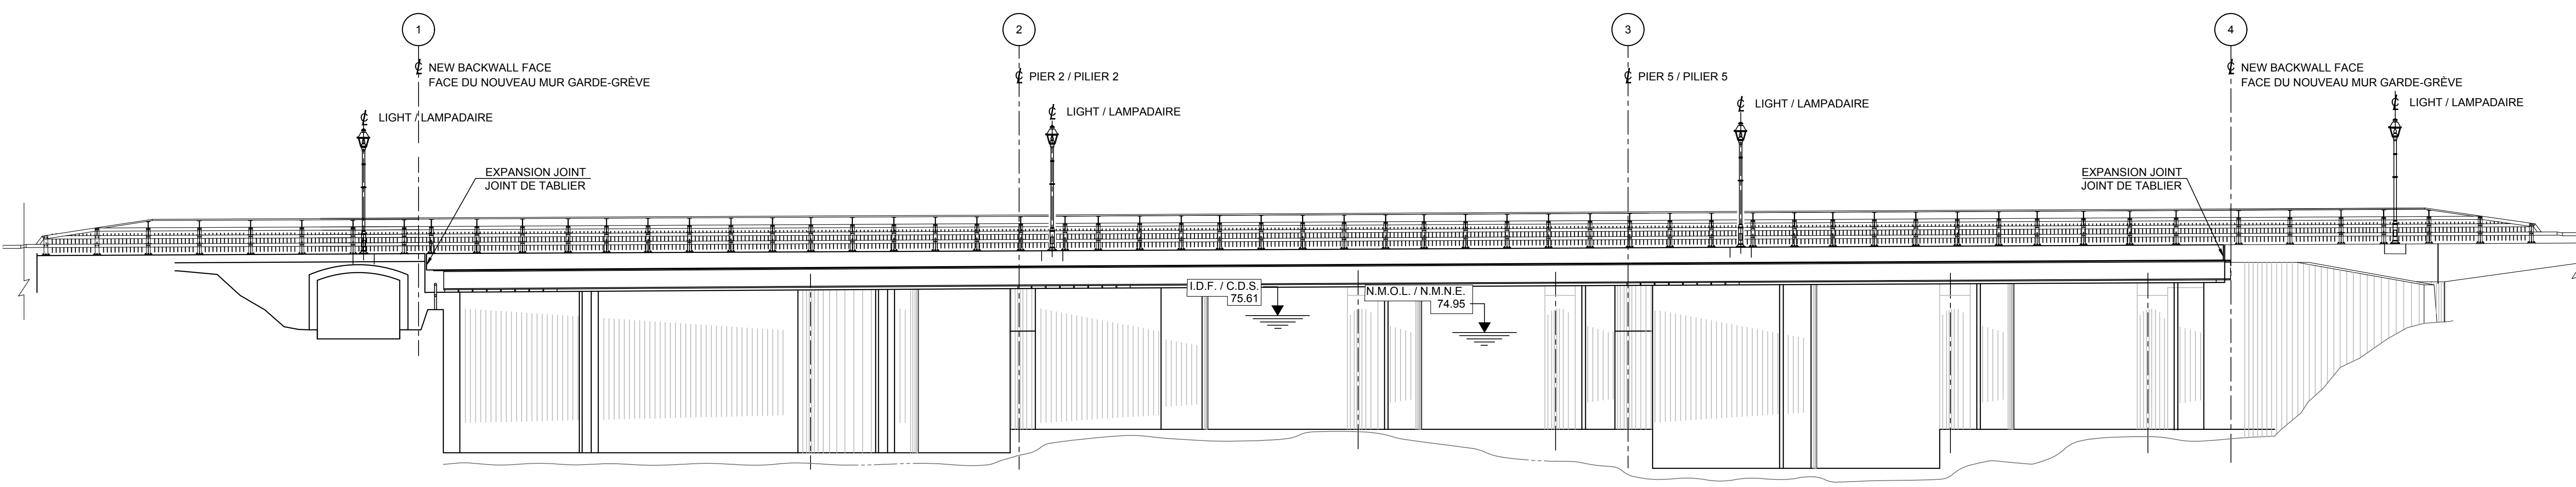 1
2
3
4
℄ NEW BACKWALL FACE
FACE DU NOUVEAU MUR GARDE-GRÈVE
℄ PIER 2 / PILIER 2
℄ PIER 5 / PILIER 5
℄ NEW BACKWALL FACE
FACE DU NOUVEAU MUR GARDE-GRÈVE
℄ LIGHT / LAMPADAIRE
℄ LIGHT / LAMPADAIRE
℄ LIGHT / LAMPADAIRE
℄ LIGHT / LAMPADAIRE
EXPANSION JOINT
JOINT DE TABLIER
EXPANSION JOINT
JOINT DE TABLIER
I.D.F. / C.D.S.
75.61
N.M.O.L. / N.M.N.E.
74.95